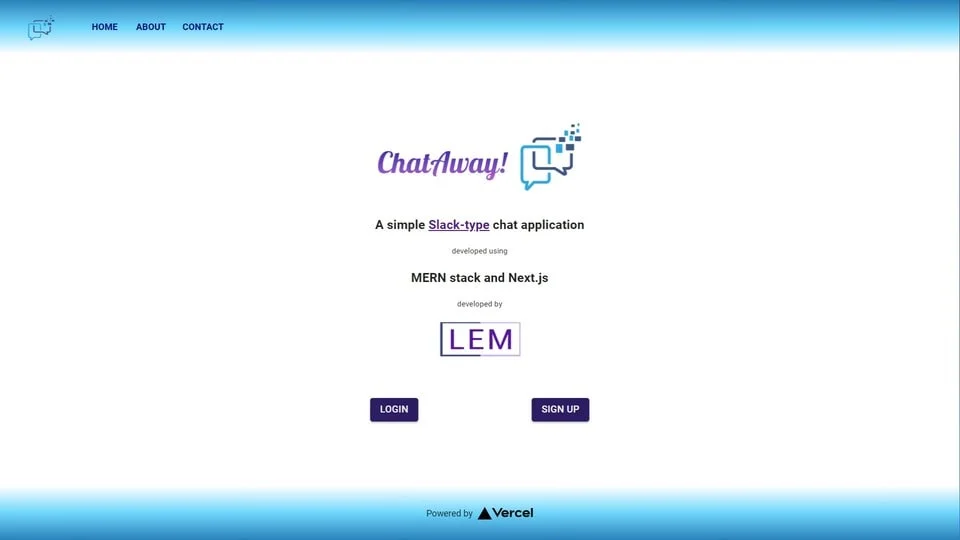 HOME ABOUT CONTACT
ChatAway!
A simple Slack-type chat application
developed using
MERN stack and Next.js
developed by
LEM
LOGIN SIGN UP
Powered by Vercel